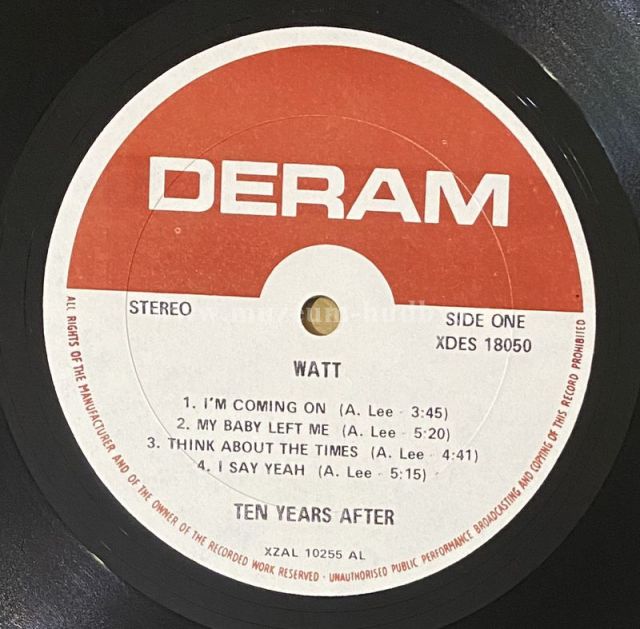 DERAM
STEREO
SIDE ONE
XDES 18050
WATT
1. I'M COMING ON (A. Lee - 3:45)
2. MY BABY LEFT ME (A. Lee - 5:20)
3. THINK ABOUT THE TIMES (A. Lee - 4:41)
4. I SAY YEAH (A. Lee - 5:15)
TEN YEARS AFTER
XZAL 10255 AL
ALL RIGHTS OF THE MANUFACTURER AND OF THE OWNER OF THE RECORDED WORK RESERVED · UNAUTHORISED PUBLIC PERFORMANCE BROADCASTING AND COPYING OF THIS RECORD PROHIBITED